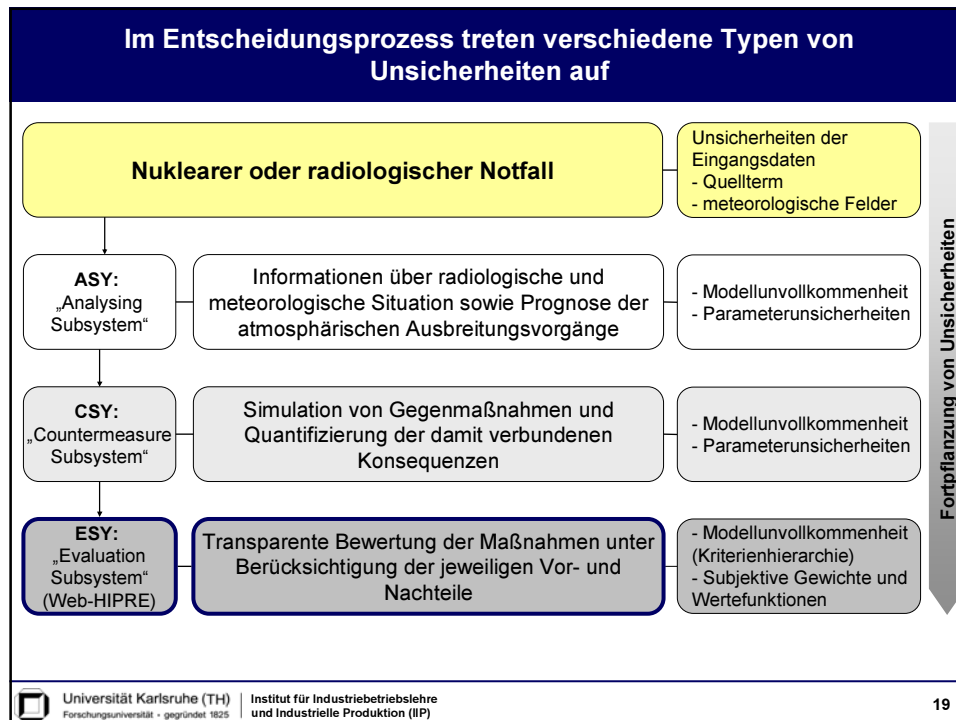 Im Entscheidungsprozess treten verschiedene Typen von
Unsicherheiten auf
Nuklearer oder radiologischer Notfall
Unsicherheiten der
Eingangsdaten
- Quellterm
- meteorologische Felder
ASY:
„Analysing
Subsystem“
Informationen über radiologische und
meteorologische Situation sowie Prognose der
atmosphärischen Ausbreitungsvorgänge
- Modellunvollkommenheit
- Parameterunsicherheiten
CSY:
„Countermeasure
Subsystem“
Simulation von Gegenmaßnahmen und
Quantifizierung der damit verbundenen
Konsequenzen
- Modellunvollkommenheit
- Parameterunsicherheiten
ESY:
„Evaluation
Subsystem“
(Web-HIPRE)
Transparente Bewertung der Maßnahmen unter
Berücksichtigung der jeweiligen Vor- und
Nachteile
- Modellunvollkommenheit
(Kriterienhierarchie)
- Subjektive Gewichte und
Wertefunktionen
Fortpflanzung von Unsicherheiten
Universität Karlsruhe (TH)
Forschungsuniversität - gegründet 1825
Institut für Industriebetriebslehre
und Industrielle Produktion (IIP)
19